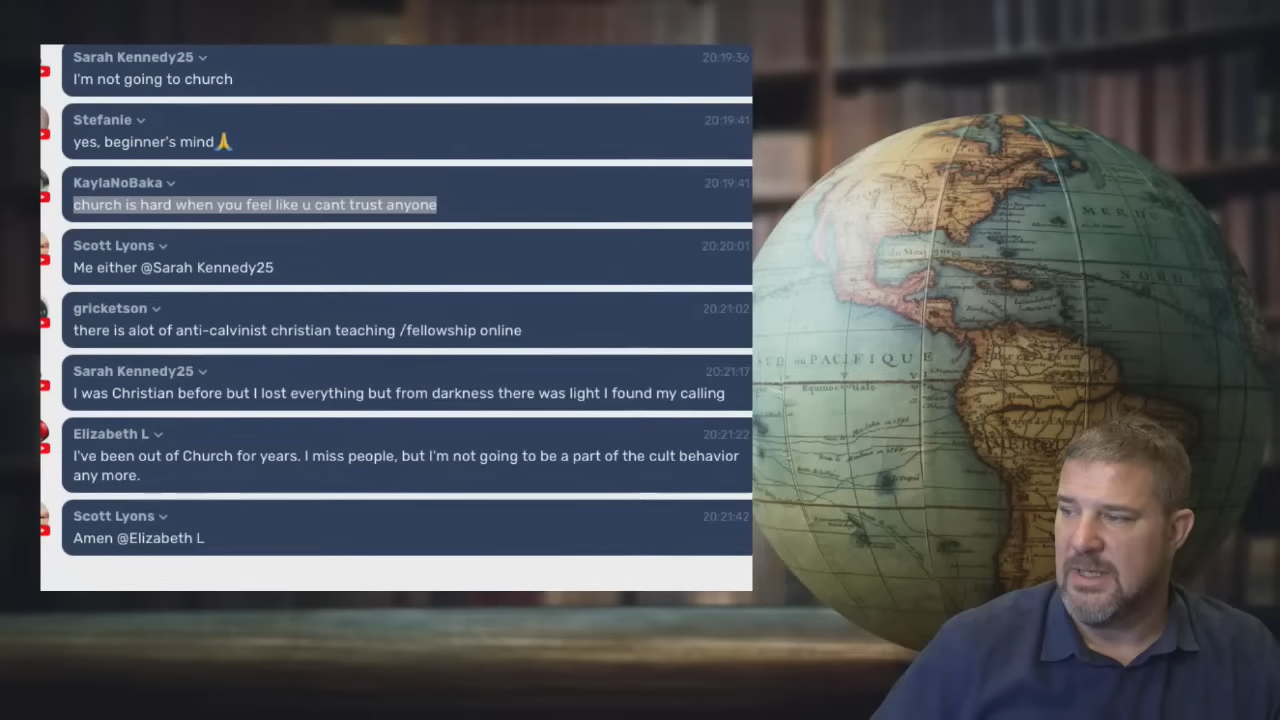 Sarah Kennedy25 20:19:36
I'm not going to church
Stefanie 20:19:41
yes, beginner's mind🙏
KaylaNoBaka 20:19:41
church is hard when you feel like u cant trust anyone
Scott Lyons 20:20:01
Me either @Sarah Kennedy25
gricketson 20:21:02
there is alot of anti-calvinist christian teaching /fellowship online
Sarah Kennedy25 20:21:17
I was Christian before but I lost everything but from darkness there was light I found my calling
Elizabeth L 20:21:22
I've been out of Church for years. I miss people, but I'm not going to be a part of the cult behavior
any more.
Scott Lyons 20:21:42
Amen @Elizabeth L
MER DU
NORD
PACIFIQUE